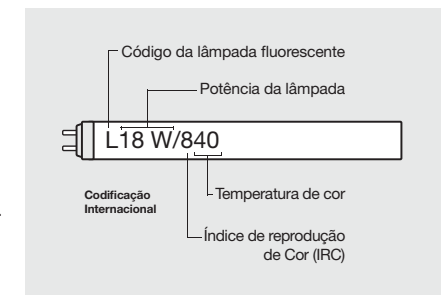 Código da lâmpada fluorescente
Potência da lâmpada
L18 W/840
Codificação
Internacional
Temperatura de cor
Índice de reprodução
de Cor (IRC)